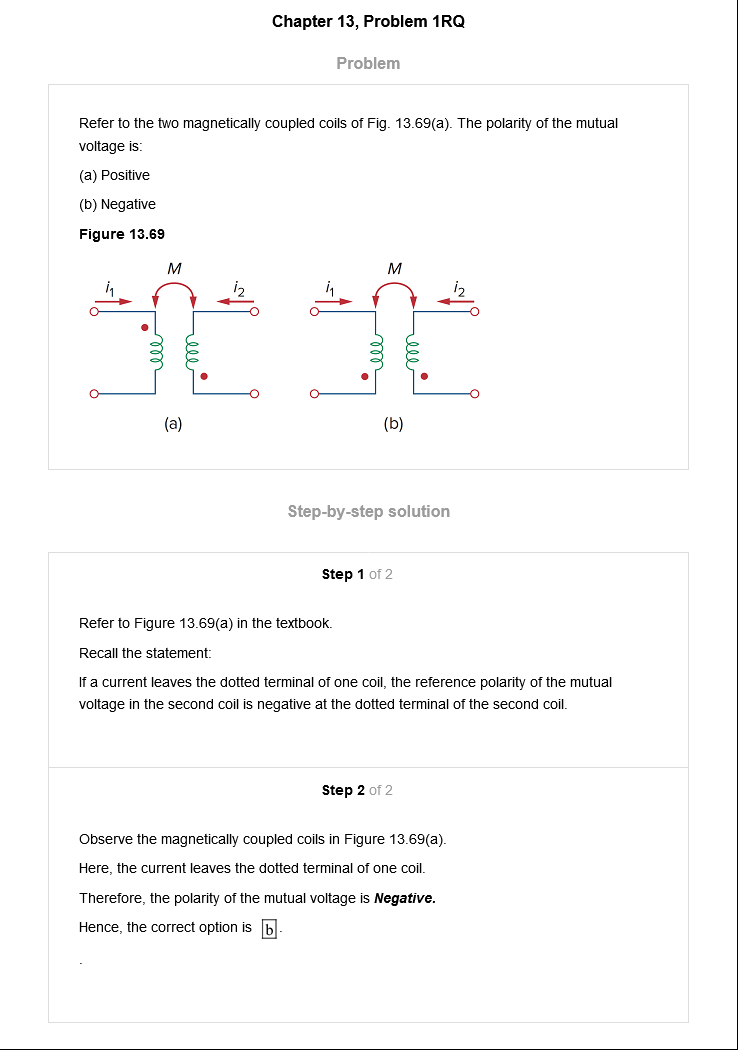 Chapter 13, Problem 1RQ
Problem
Refer to the two magnetically coupled coils of Fig. 13.69(a). The polarity of the mutual
voltage is:
(a) Positive
(b) Negative
Figure 13.69
M M
i1 i2 i1 i2
(a) (b)
Step-by-step solution
Step 1 of 2
Refer to Figure 13.69(a) in the textbook.
Recall the statement:
If a current leaves the dotted terminal of one coil, the reference polarity of the mutual
voltage in the second coil is negative at the dotted terminal of the second coil.
Step 2 of 2
Observe the magnetically coupled coils in Figure 13.69(a).
Here, the current leaves the dotted terminal of one coil.
Therefore, the polarity of the mutual voltage is Negative.
Hence, the correct option is b.
.